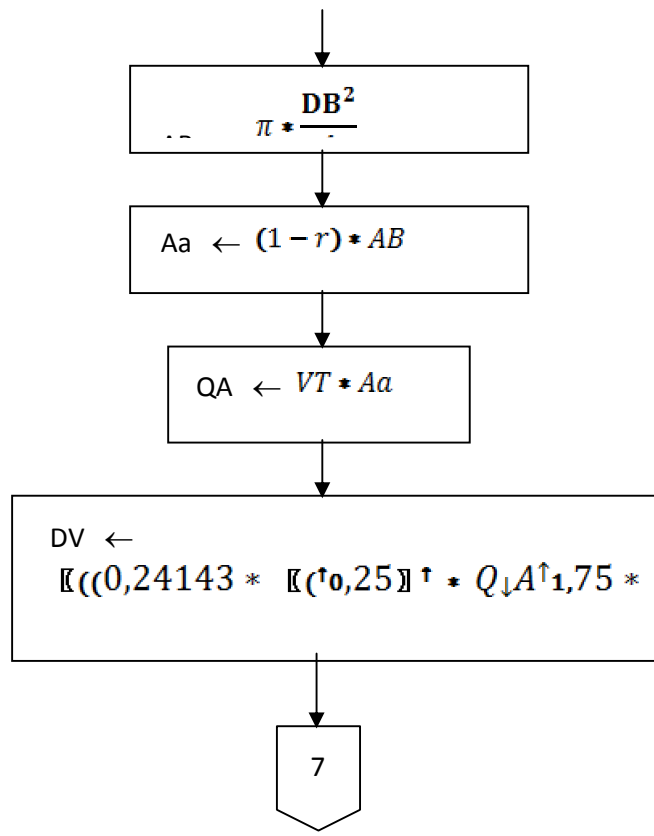 π * DB²
Aa ← (1 − r) * AB
QA ← VT * Aa
DV ←
〖((0,24143 * 〖(↑0,25〗↑ * Q↓A↑1,75 *
7